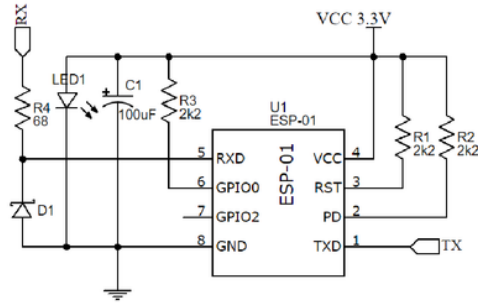 RX
VCC 3.3V
LED1
C1
100uF
R3
2k2
R4
68
U1
ESP-01
R1
2k2
R2
2k2
5 RXD
6 GPIO0
7 GPIO2
8 GND
ESP-01
VCC 4
RST 3
PD 2
TXD 1
D1
TX